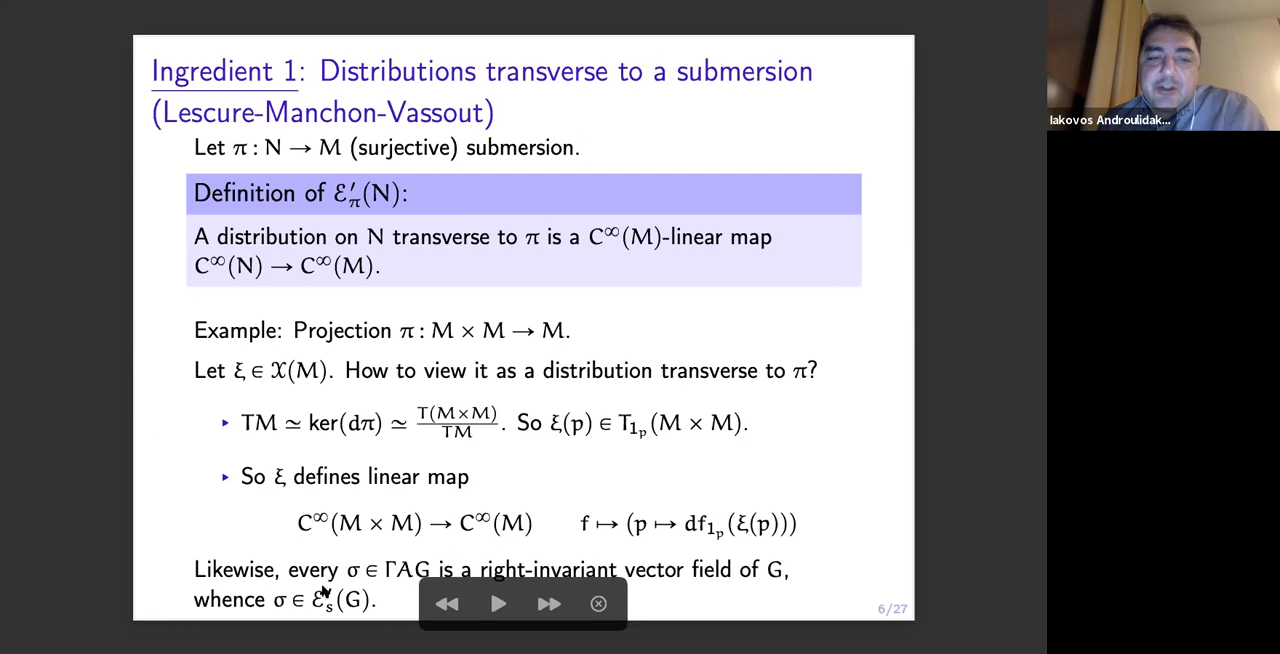 Ingredient 1: Distributions transverse to a submersion
(Lescure-Manchon-Vassout)
Let π : N → M (surjective) submersion.
Definition of ℰ′π(N):
A distribution on N transverse to π is a C∞(M)-linear map
C∞(N) → C∞(M).
Example: Projection π : M × M → M.
Let ξ ∈ 𝔛(M). How to view it as a distribution transverse to π?
▸ TM ≃ ker(dπ) ≃ T(M×M)/TM. So ξ(p) ∈ T₁ₚ(M × M).
▸ So ξ defines linear map
C∞(M × M) → C∞(M) f ↦ (p ↦ df₁ₚ(ξ(p)))
Likewise, every σ ∈ ΓAG is a right-invariant vector field of G,
whence σ ∈ ℰ′ₛ(G).
6/27
Iakovos Androulidak...